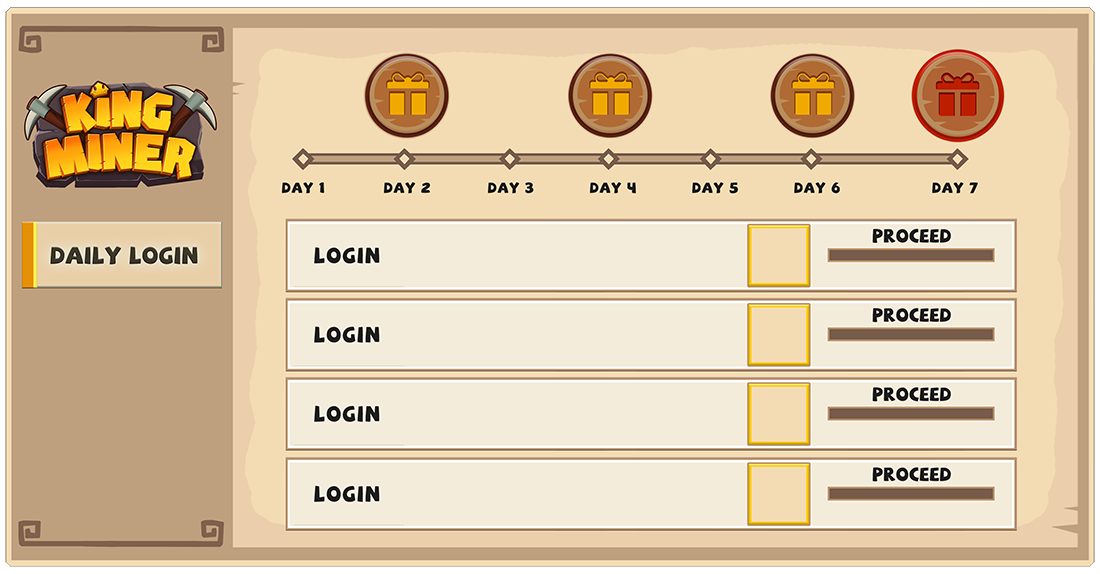 KING
MINER
DAILY LOGIN
DAY 1 DAY 2 DAY 3 DAY 4 DAY 5 DAY 6 DAY 7
LOGIN
PROCEED
LOGIN
PROCEED
LOGIN
PROCEED
LOGIN
PROCEED